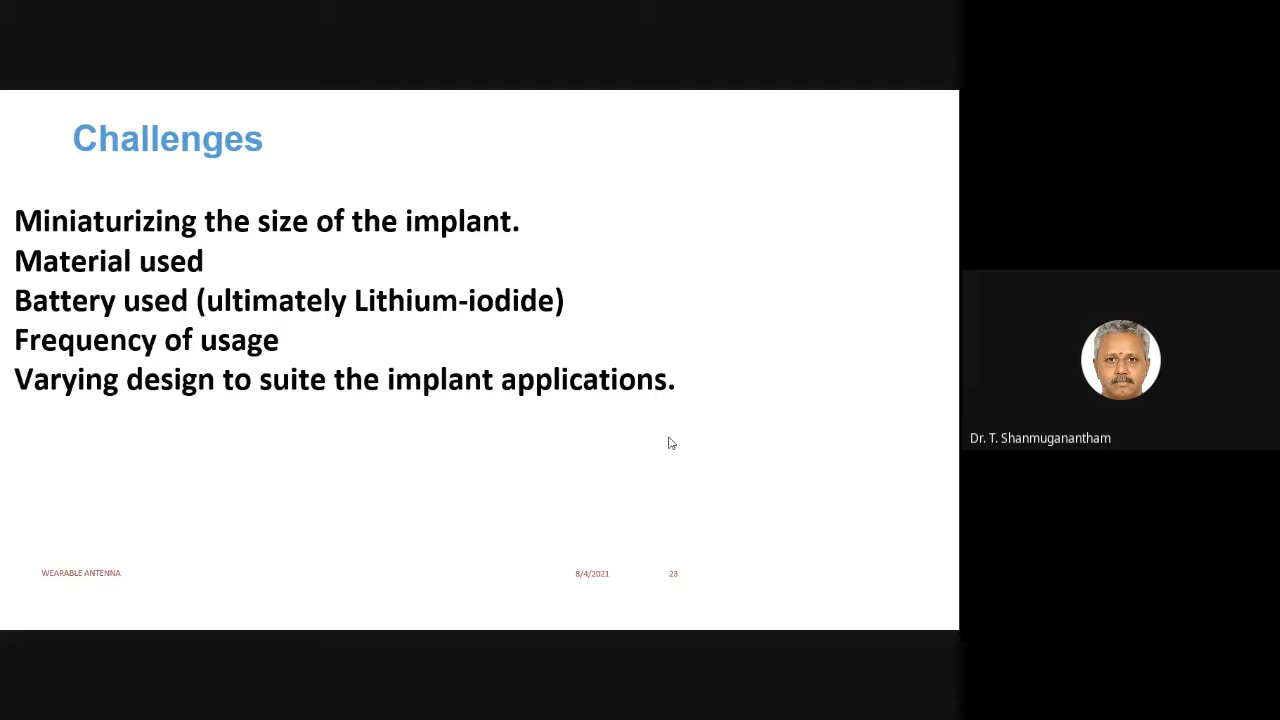 Challenges
Miniaturizing the size of the implant.
Material used
Battery used (ultimately Lithium-iodide)
Frequency of usage
Varying design to suite the implant applications.
Dr. T. Shanmuganantham
WEARABLE ANTENNA
8/4/2021
23